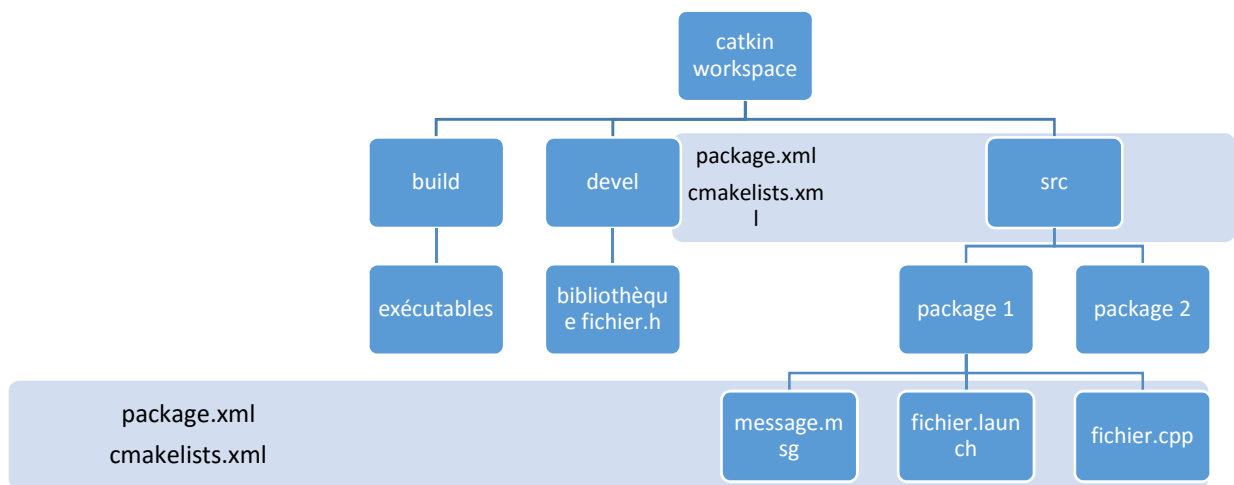 catkin
workspace
build
devel
package.xml
cmakelists.xm
l
src
exécutables
bibliothèqu
e fichier.h
package 1
package 2
package.xml
cmakelists.xml
message.m
sg
fichier.laun
ch
fichier.cpp